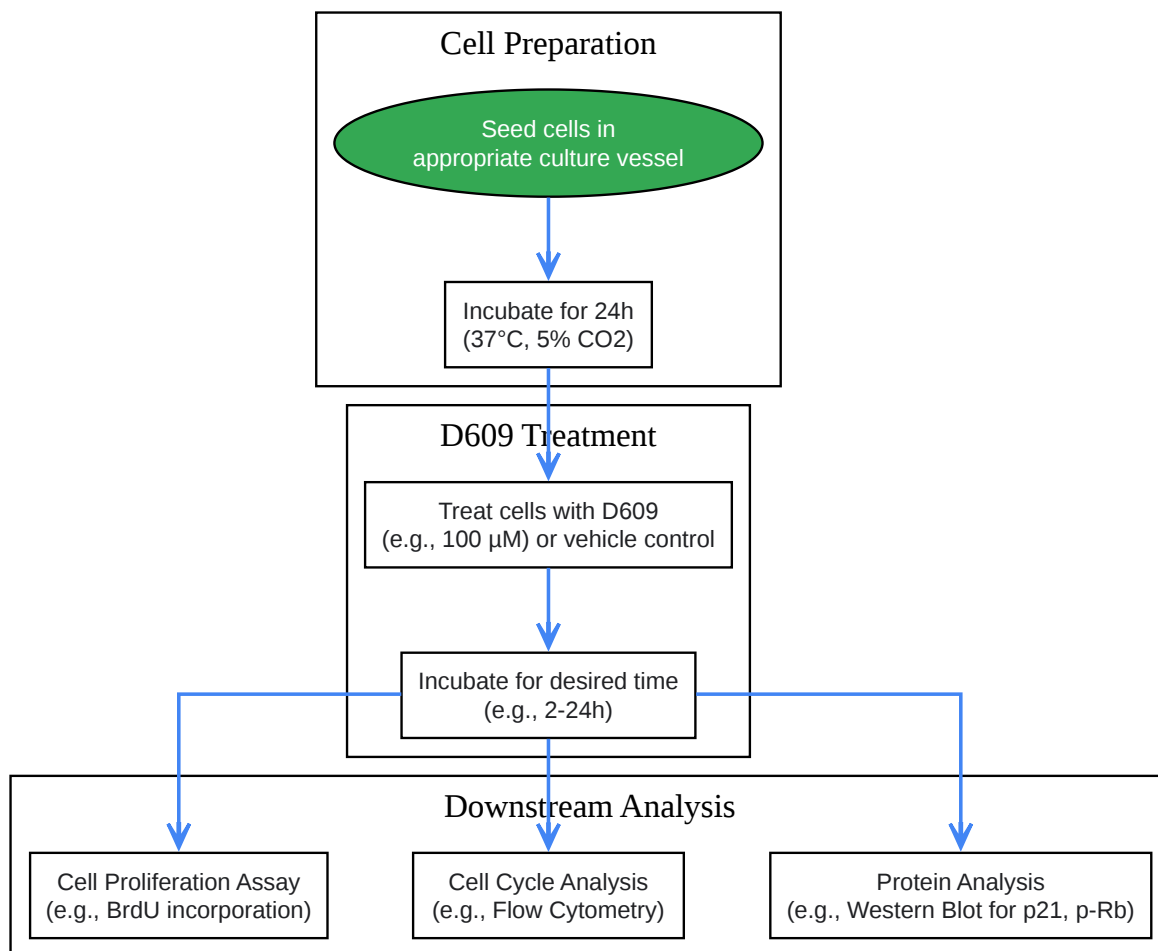 Cell Preparation
Seed cells in
appropriate culture vessel
Incubate for 24h
(37°C, 5% CO2)
D609 Treatment
Treat cells with D609
(e.g., 100 µM) or vehicle control
Incubate for desired time
(e.g., 2-24h)
Downstream Analysis
Cell Proliferation Assay
(e.g., BrdU incorporation)
Cell Cycle Analysis
(e.g., Flow Cytometry)
Protein Analysis
(e.g., Western Blot for p21, p-Rb)